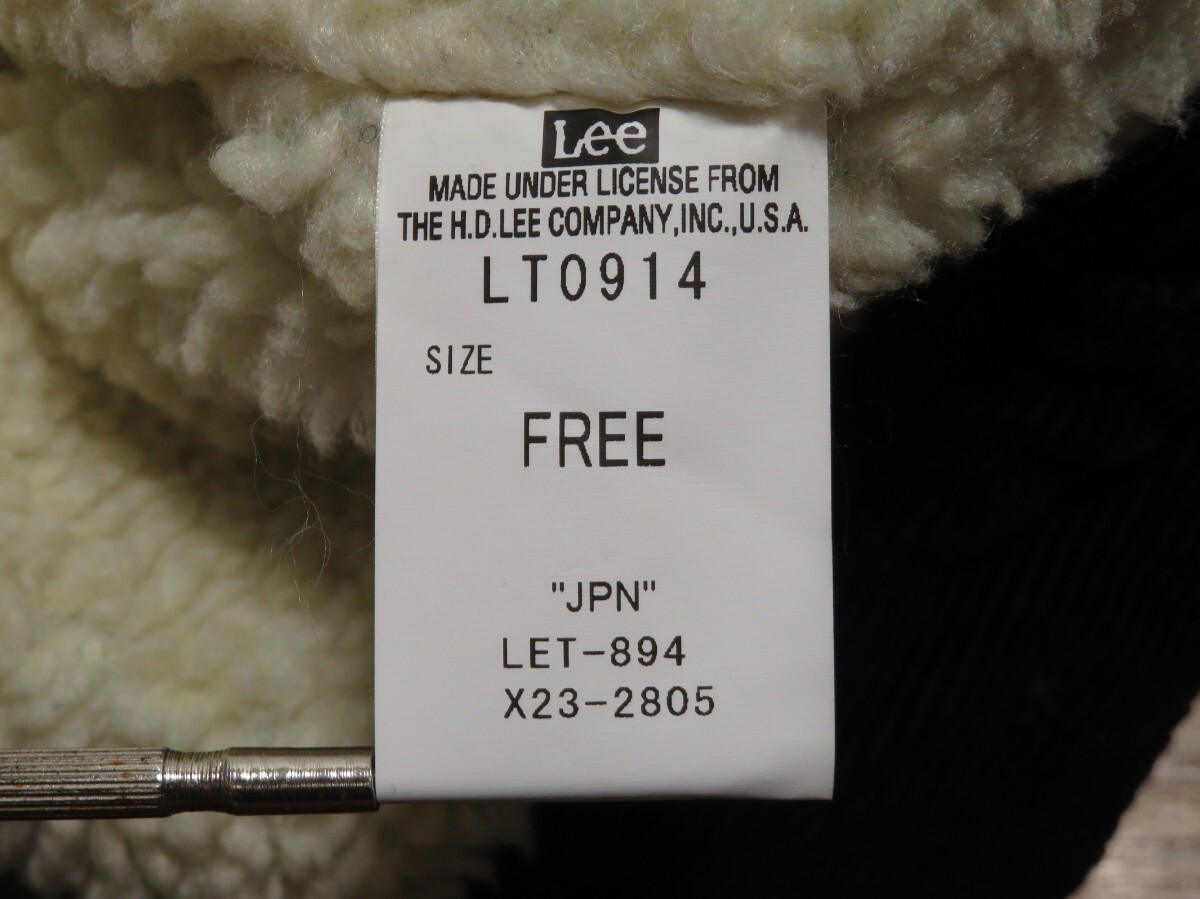 Lee
MADE UNDER LICENSE FROM
THE H.D.LEE COMPANY,INC.,U.S.A.
LT0914
SIZE
FREE
"JPN"
LET-894
X23-2805